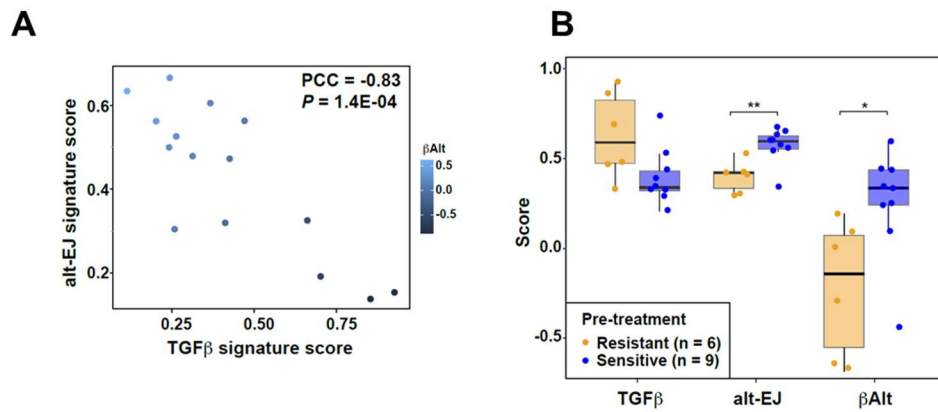 A
PCC = -0.83
P = 1.4E-04
0.6
0.4
0.2
alt-EJ signature score
0.25
0.50
0.75
TGFβ signature score
βAlt
0.5
0.0
-0.5
B
1.0
0.5
0.0
-0.5
Score
**
*
Pre-treatment
Resistant (n = 6)
Sensitive (n = 9)
TGFβ
alt-EJ
βAlt